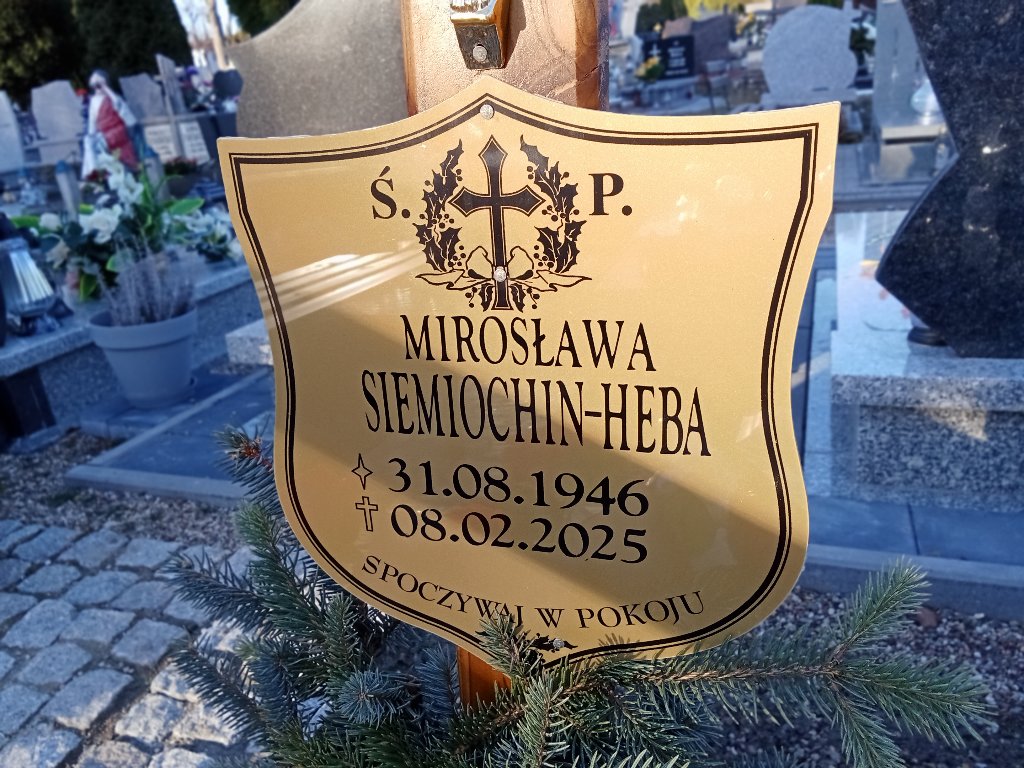 Ś. P.
MIROSŁAWA
SIEMIOCHIN-HEBA
31.08.1946
08.02.2025
SPOCZYWAJ W POKOJU